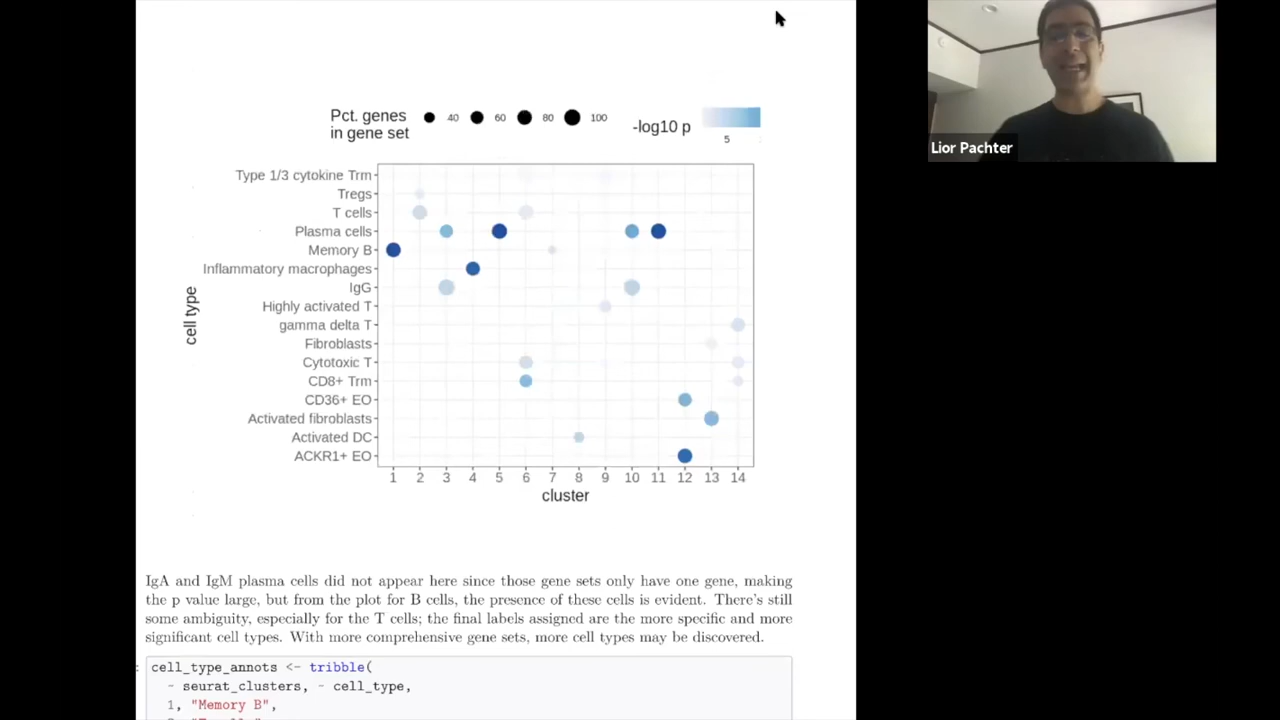 Pct. genes
in gene set
40 60 80 100
-log10 p
5
Lior Pachter
cell type
Type 1/3 cytokine Trm
Tregs
T cells
Plasma cells
Memory B
Inflammatory macrophages
IgG
Highly activated T
gamma delta T
Fibroblasts
Cytotoxic T
CD8+ Trm
CD36+ EO
Activated fibroblasts
Activated DC
ACKR1+ EO
1 2 3 4 5 6 7 8 9 10 11 12 13 14
cluster
IgA and IgM plasma cells did not appear here since those gene sets only have one gene, making
the p value large, but from the plot for B cells, the presence of these cells is evident. There's still
some ambiguity, especially for the T cells; the final labels assigned are the more specific and more
significant cell types. With more comprehensive gene sets, more cell types may be discovered.
cell_type_annots <- tribble(
~ seurat_clusters, ~ cell_type,
1, "Memory B",